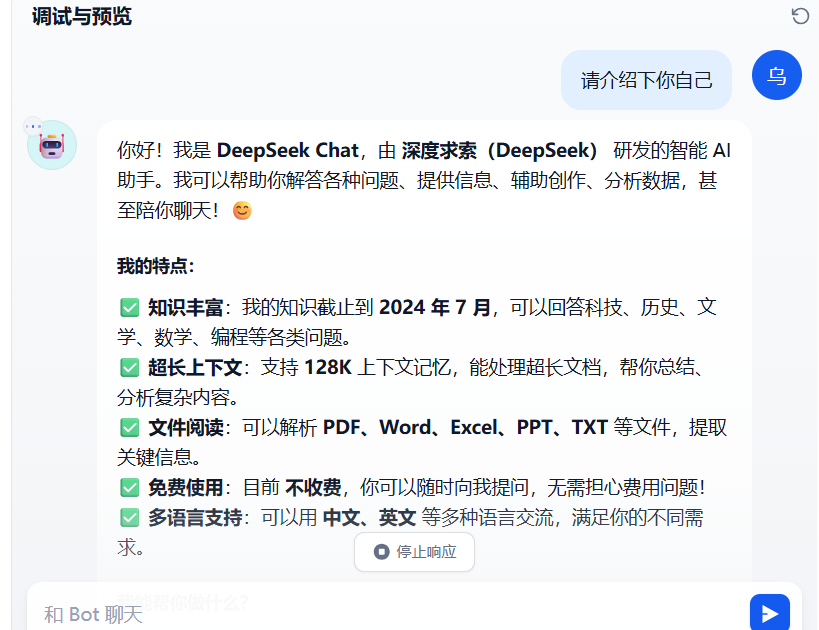 调试与预览
请介绍下你自己
乌
你好！我是 DeepSeek Chat，由 深度求索（DeepSeek） 研发的智能 AI
助手。我可以帮助你解答各种问题、提供信息、辅助创作、分析数据，甚
至陪你聊天！😊
我的特点：
✅ 知识丰富：我的知识截止到 2024 年 7 月，可以回答科技、历史、文
学、数学、编程等各类问题。
✅ 超长上下文：支持 128K 上下文记忆，能处理超长文档，帮你总结、
分析复杂内容。
✅ 文件阅读：可以解析 PDF、Word、Excel、PPT、TXT 等文件，提取
关键信息。
✅ 免费使用：目前 不收费，你可以随时向我提问，无需担心费用问题！
✅ 多语言支持：可以用 中文、英文 等多种语言交流，满足你的不同需
求。
停止响应
能帮你做什么？
和 Bot 聊天